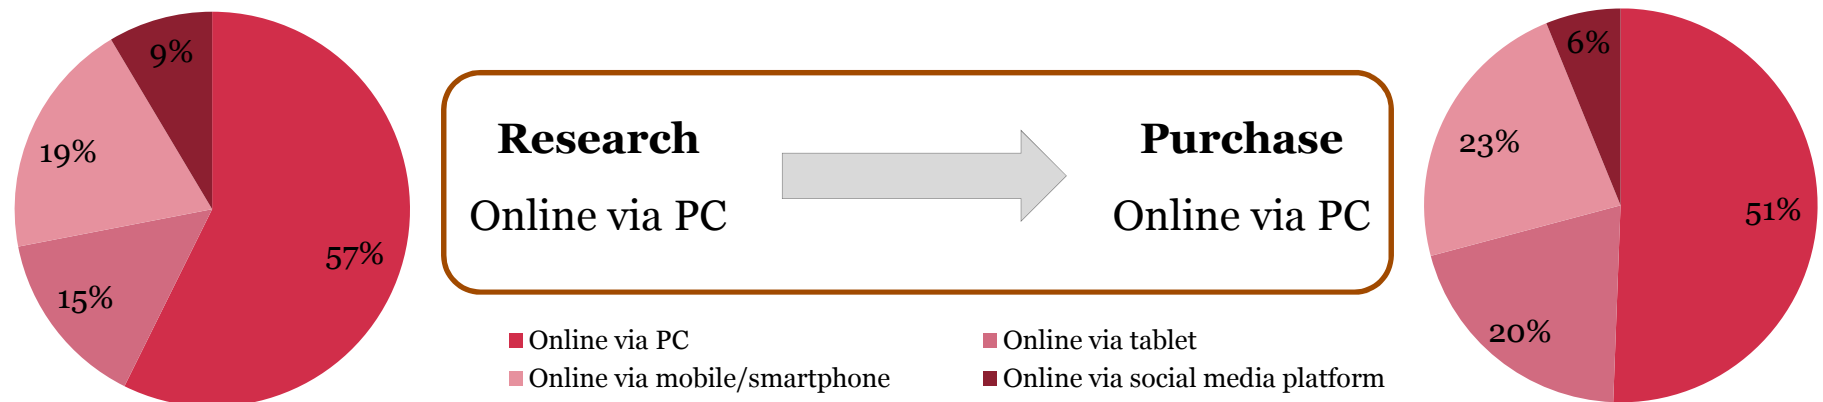 9%
19%
57%
15%
Research
Online via PC
Purchase
Online via PC
6%
23%
51%
20%
Online via PC
Online via tablet
Online via mobile/smartphone
Online via social media platform